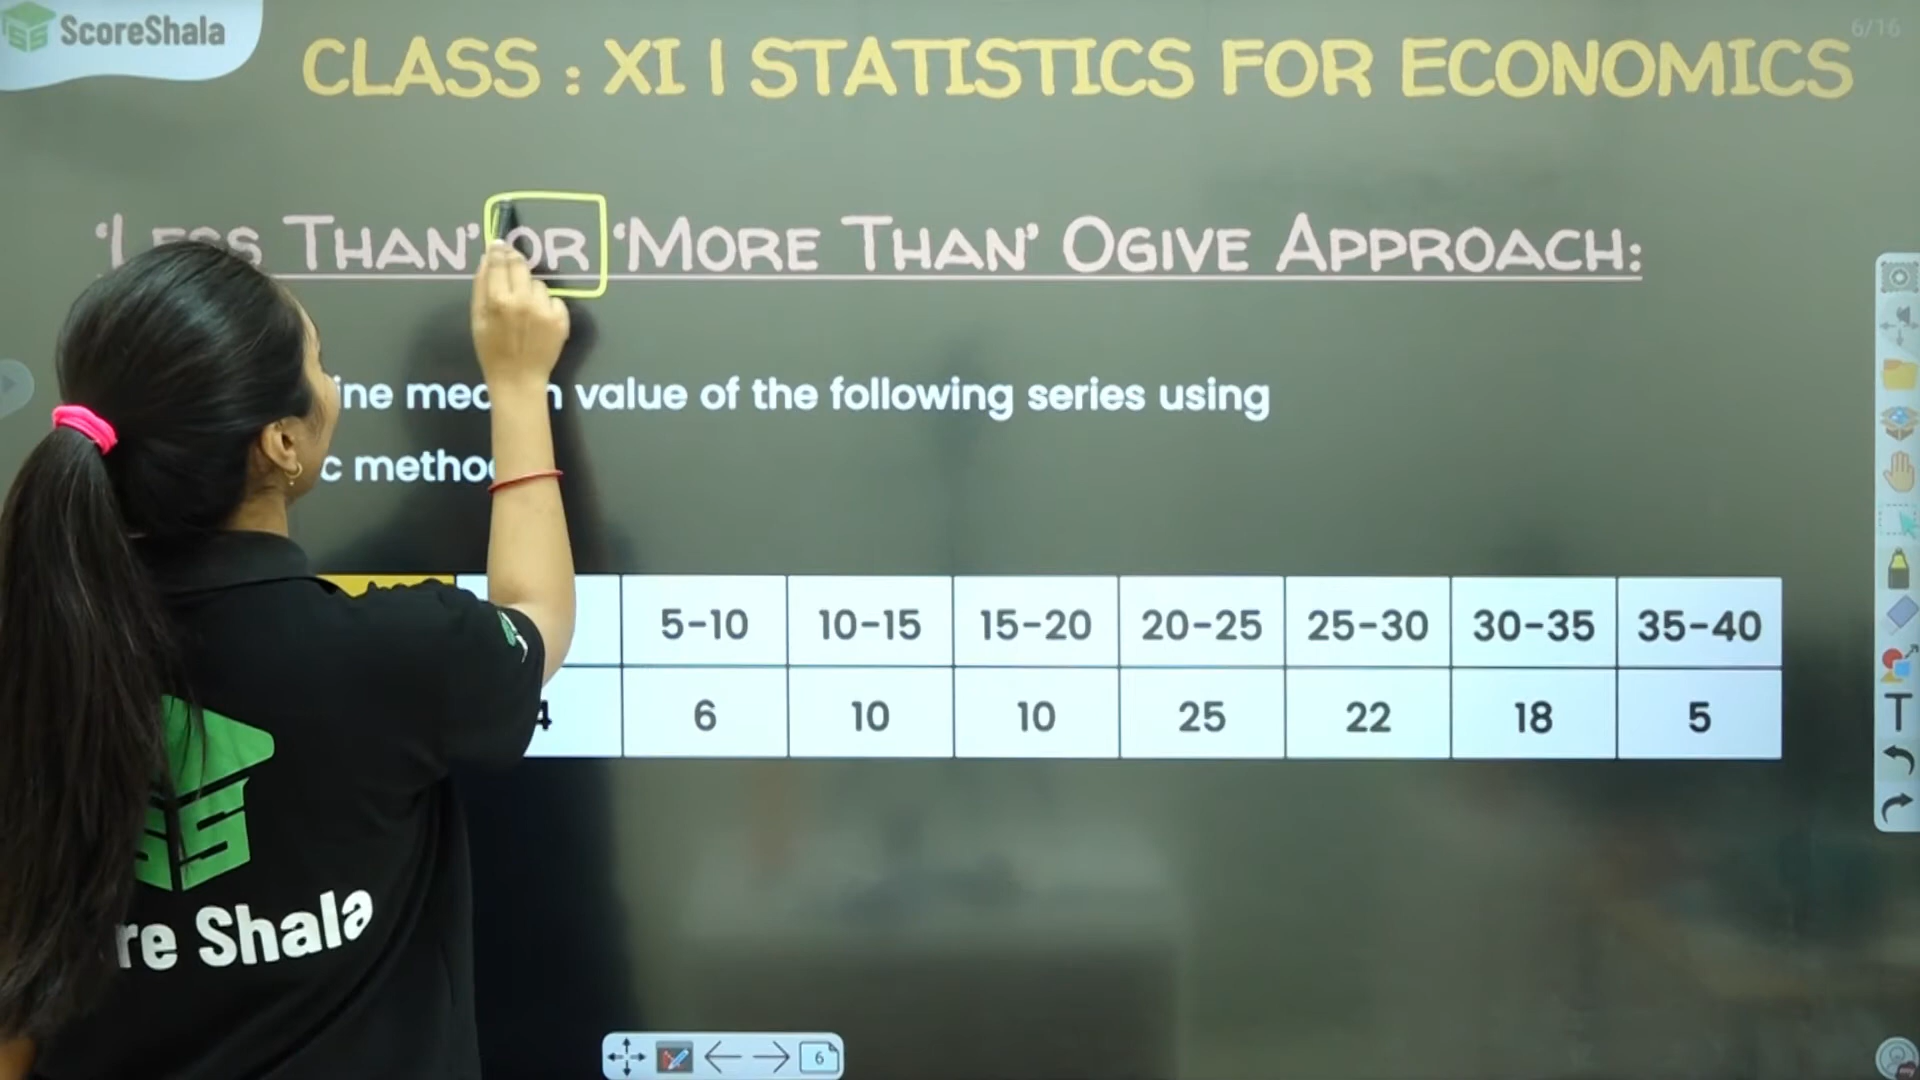 ScoreShala
6/16
CLASS : XI | STATISTICS FOR ECONOMICS
THAN' OR 'MORE THAN' OGIVE APPROACH:
value of the following series using
5-10 10-15 15-20 20-25 25-30 30-35 35-40
4 6 10 10 25 22 18 5
Shala
6